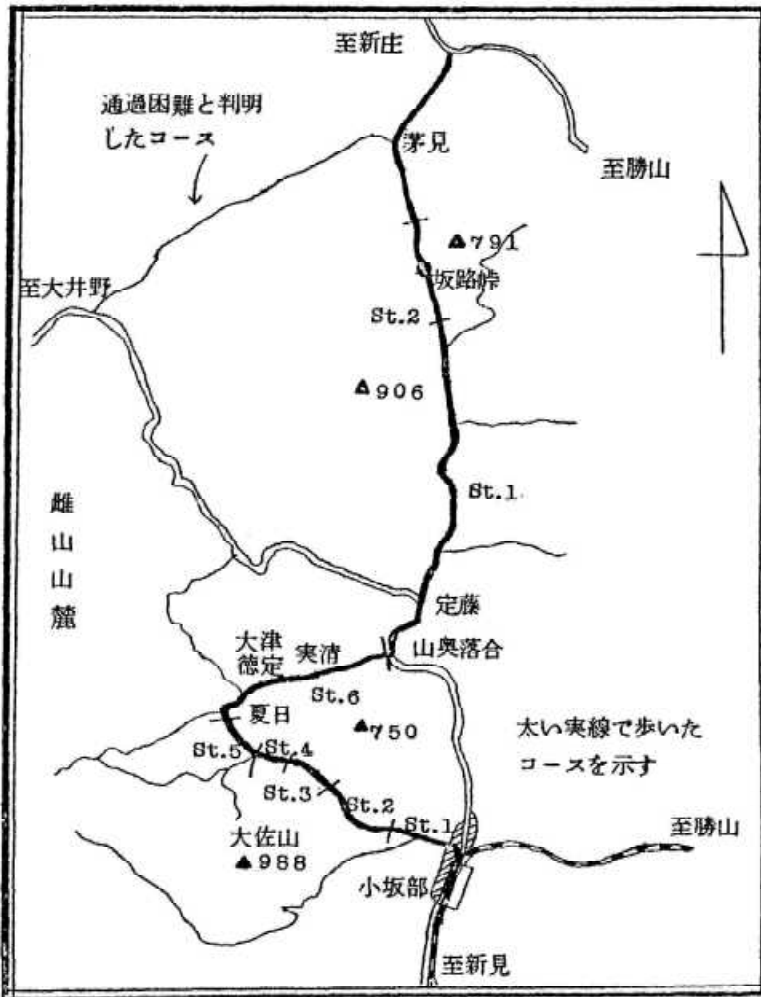 至新庄
通過困難と判明
したコース
茅見
至勝山
791
坂路峠
至大井野
St.2
906
St.1
雌山山麓
定藤
大津
徳定
実清
山奥落合
St.6
夏日
750
太い実線で歩いた
コースを示す
St.5
St.4
St.3
St.2
St.1
大佐山
988
至勝山
小坂部
至新見